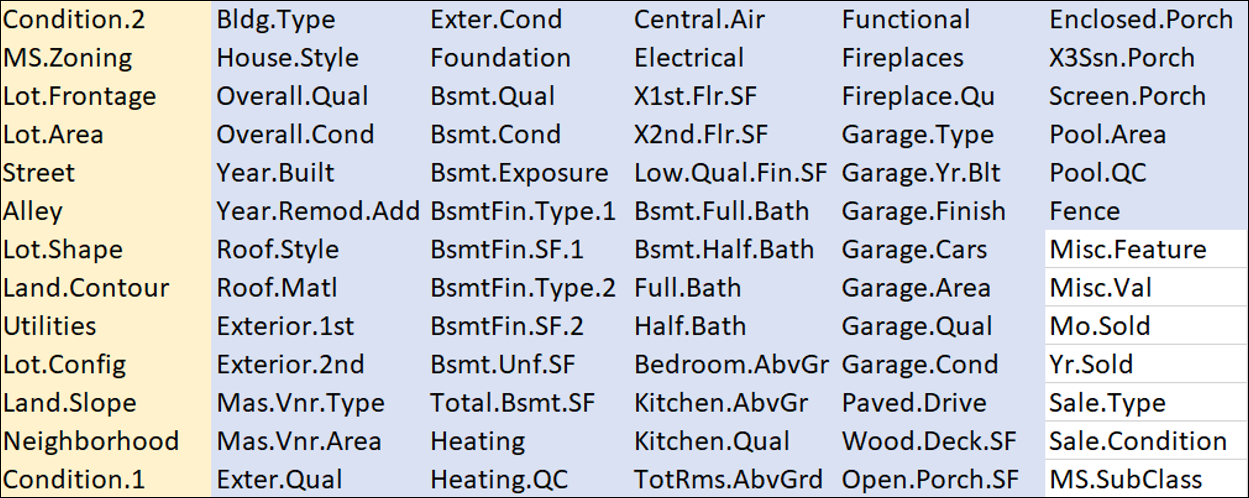 Condition.2 Bldg.Type Exter.Cond Central.Air Functional Enclosed.Porch
MS.Zoning House.Style Foundation Electrical Fireplaces X3Ssn.Porch
Lot.Frontage Overall.Qual Bsmt.Qual X1st.Flr.SF Fireplace.Qu Screen.Porch
Lot.Area Overall.Cond Bsmt.Cond X2nd.Flr.SF Garage.Type Pool.Area
Street Year.Built Bsmt.Exposure Low.Qual.Fin.SF Garage.Yr.Blt Pool.QC
Alley Year.Remod.Add BsmtFin.Type.1 Bsmt.Full.Bath Garage.Finish Fence
Lot.Shape Roof.Style BsmtFin.SF.1 Bsmt.Half.Bath Garage.Cars Misc.Feature
Land.Contour Roof.Matl BsmtFin.Type.2 Full.Bath Garage.Area Misc.Val
Utilities Exterior.1st BsmtFin.SF.2 Half.Bath Garage.Qual Mo.Sold
Lot.Config Exterior.2nd Bsmt.Unf.SF Bedroom.AbvGr Garage.Cond Yr.Sold
Land.Slope Mas.Vnr.Type Total.Bsmt.SF Kitchen.AbvGr Paved.Drive Sale.Type
Neighborhood Mas.Vnr.Area Heating Kitchen.Qual Wood.Deck.SF Sale.Condition
Condition.1 Exter.Qual Heating.QC TotRms.AbvGrd Open.Porch.SF MS.SubClass